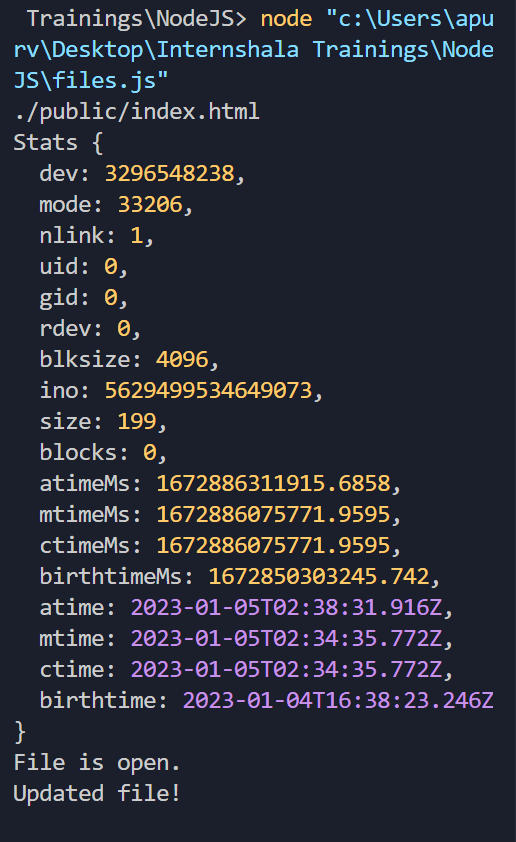 Trainings\NodeJS> node "c:\Users\apu
rv\Desktop\Internshala Trainings\Node
JS\files.js"
./public/index.html
Stats {
  dev: 3296548238,
  mode: 33206,
  nlink: 1,
  uid: 0,
  gid: 0,
  rdev: 0,
  blksize: 4096,
  ino: 5629499534649073,
  size: 199,
  blocks: 0,
  atimeMs: 1672886311915.6858,
  mtimeMs: 1672886075771.9595,
  ctimeMs: 1672886075771.9595,
  birthtimeMs: 1672850303245.742,
  atime: 2023-01-05T02:38:31.916Z,
  mtime: 2023-01-05T02:34:35.772Z,
  ctime: 2023-01-05T02:34:35.772Z,
  birthtime: 2023-01-04T16:38:23.246Z
}
File is open.
Updated file!